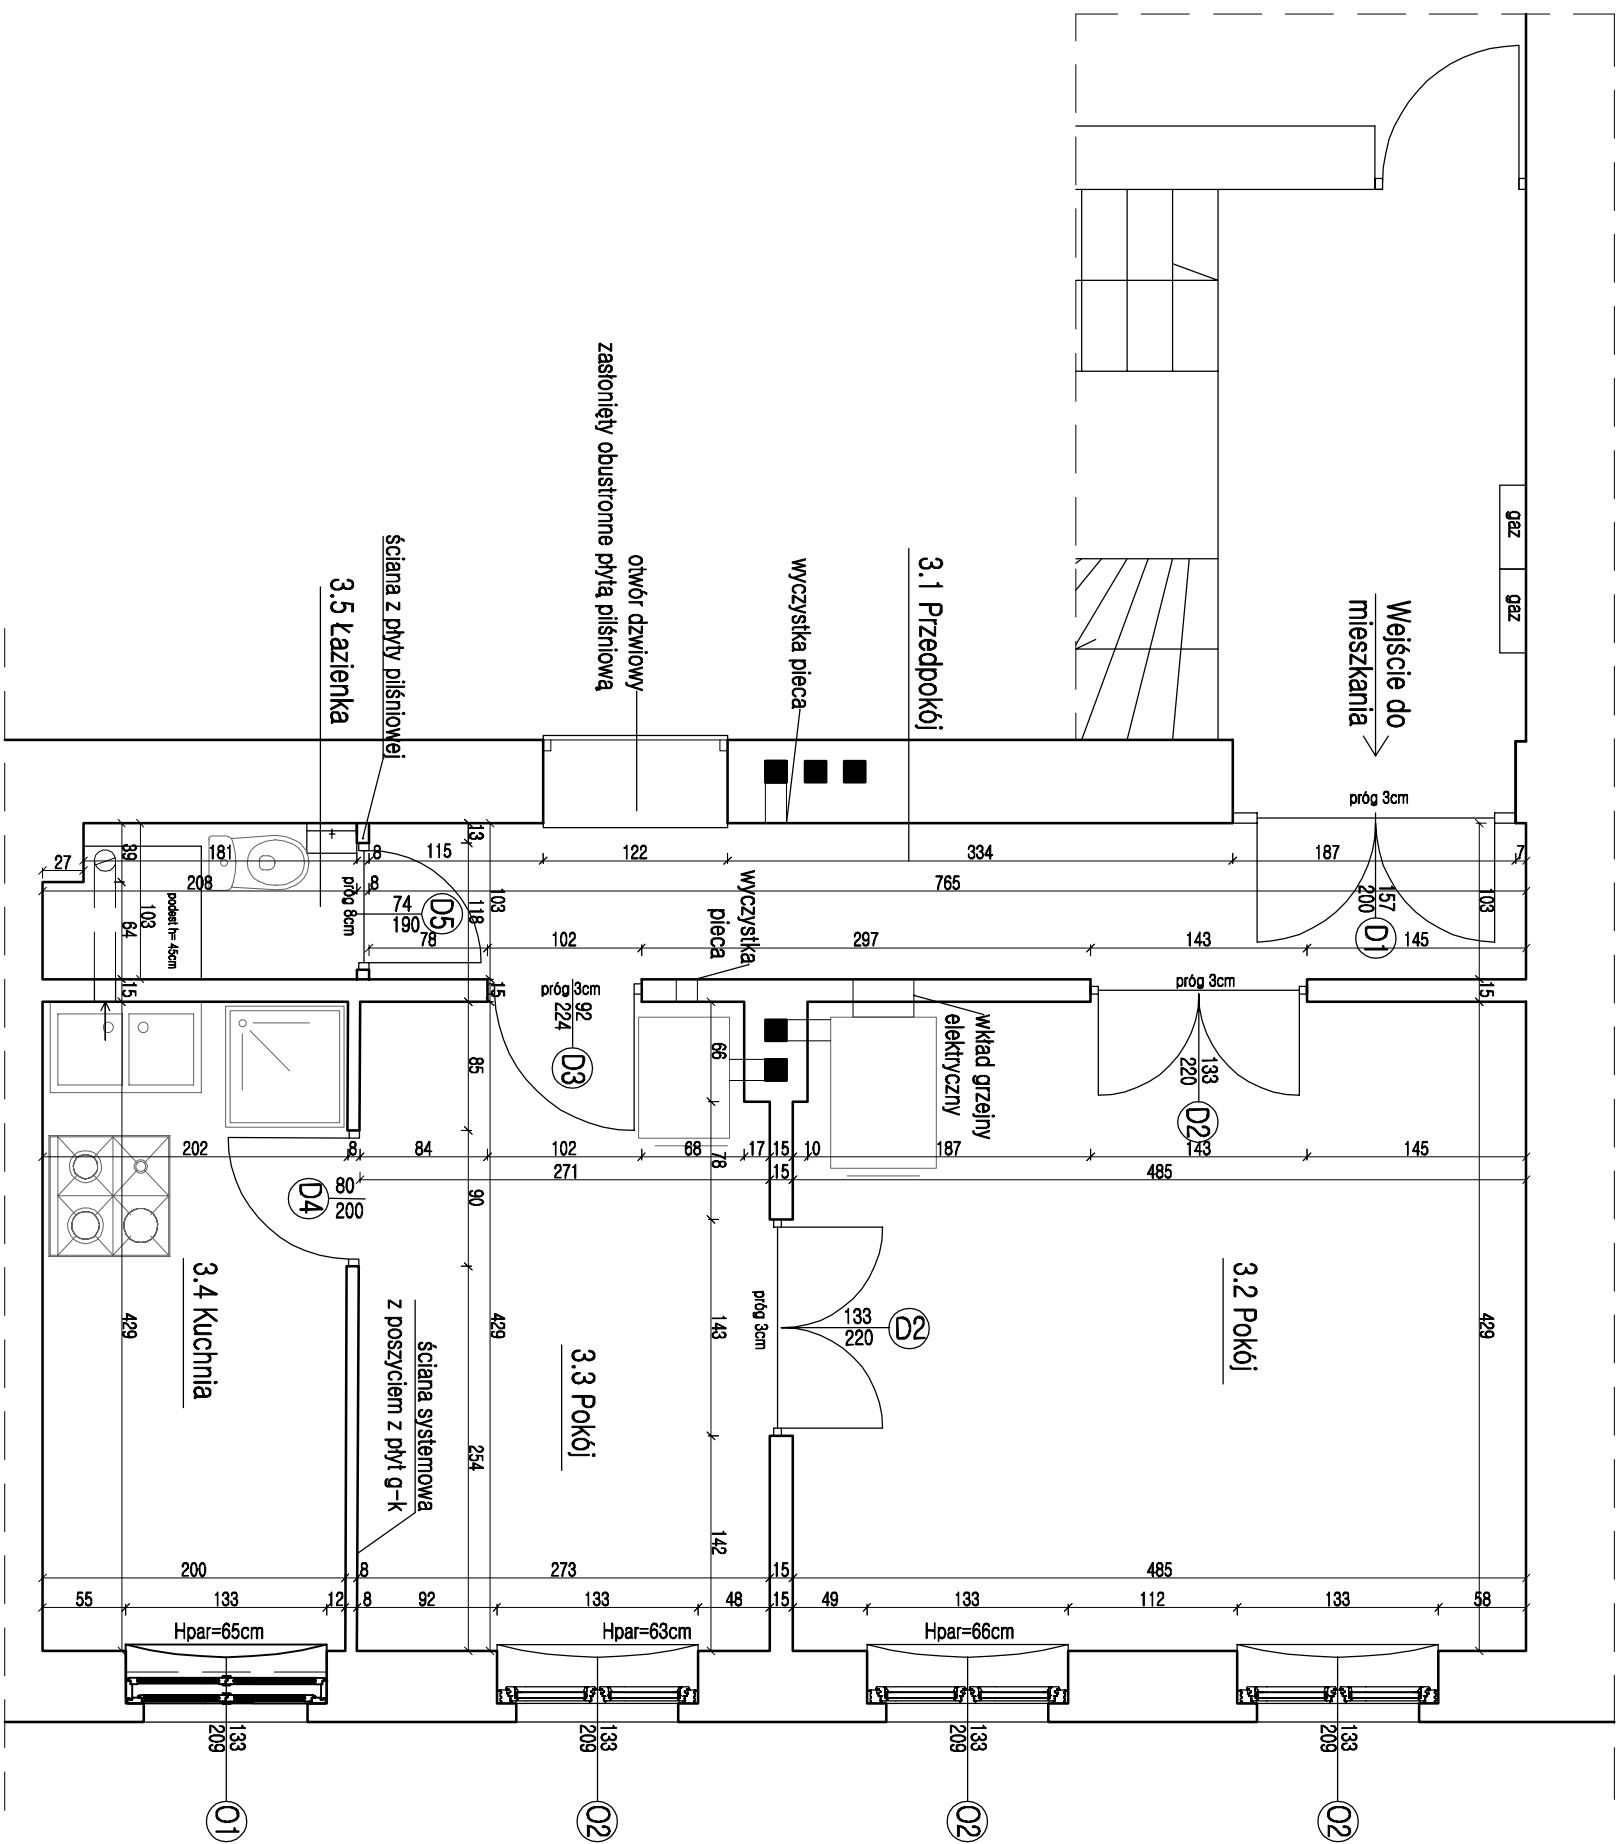 gaz
gaz
Wejście do
mieszkania
3.1 Przedpokój
wyczystka pieca
otwór dzwiowy
zasłonięty obustronne płytą pilśniową
ściana z płyty pilśniowej
3.5 Łazienka
próg 3cm
157
200
D1
13
103
39
103
64
podest h= 45cm
27
181
8
115
122
334
187
7
208
8
765
103
próg 8cm
74
190
D5
118
78
102
297
143
145
wyczystka
pieca
15
15
15
próg 3cm
92
224
D3
próg 3cm
133
220
D2
wkład grzejny
elektryczny
66
85
202
8
84
102
68
17
15
10
187
143
145
78
271
15
485
80
200
D4
90
3.4 Kuchnia
3.2 Pokój
3.3 Pokój
próg 3cm
133
220
D2
143
429
429
429
ściana systemowa
z poszyciem z płyt g-k
254
142
200
8
273
15
485
55
133
12
8
92
133
48
15
49
133
112
133
58
Hpar=65cm
Hpar=63cm
Hpar=66cm
133
209
133
209
133
209
133
209
O1
O2
O2
O2